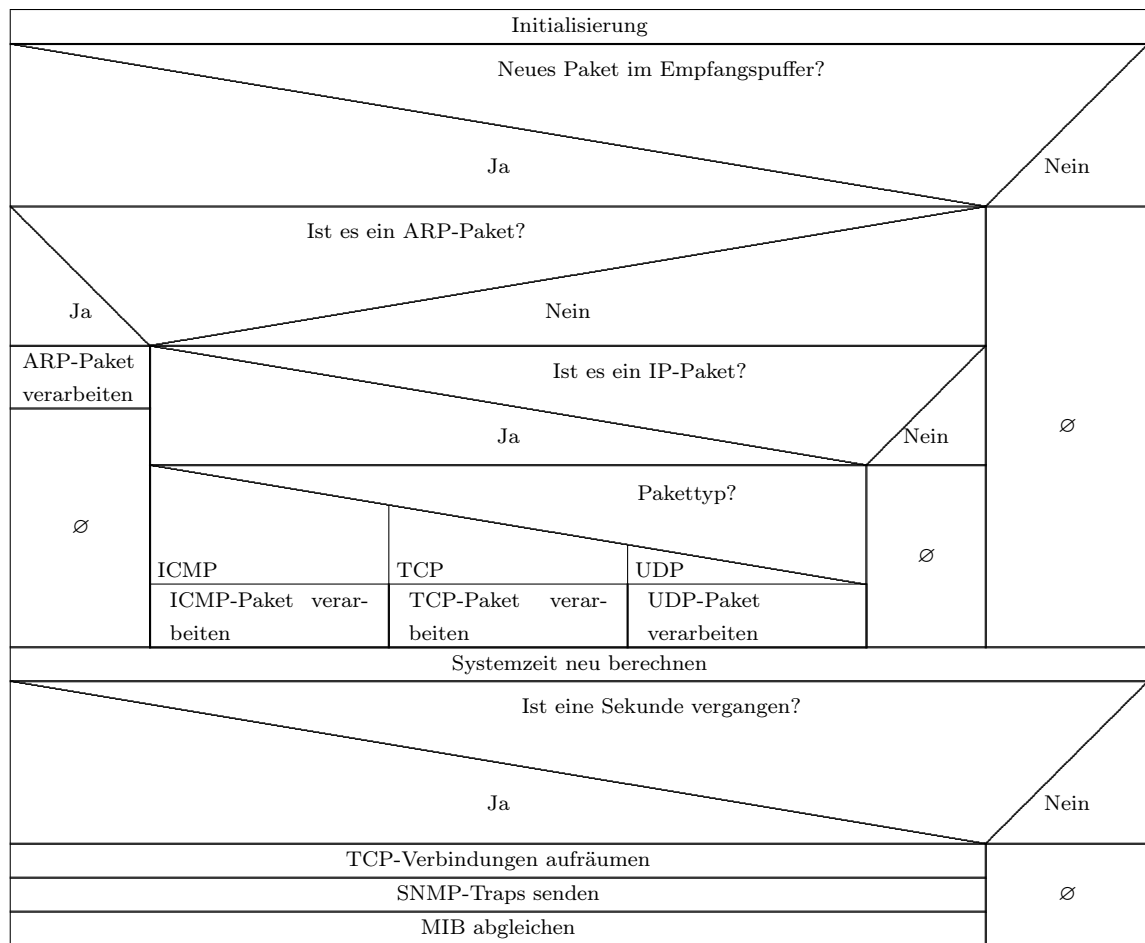 Initialisierung
Neues Paket im Empfangspuffer?
Ja
Nein
Ist es ein ARP-Paket?
Ja
Nein
ARP-Paket
verarbeiten
∅
Ist es ein IP-Paket?
Ja
Nein
Pakettyp?
ICMP
TCP
UDP
ICMP-Paket verar-
beiten
TCP-Paket verar-
beiten
UDP-Paket
verarbeiten
∅
∅
Systemzeit neu berechnen
Ist eine Sekunde vergangen?
Ja
Nein
TCP-Verbindungen aufräumen
SNMP-Traps senden
MIB abgleichen
∅